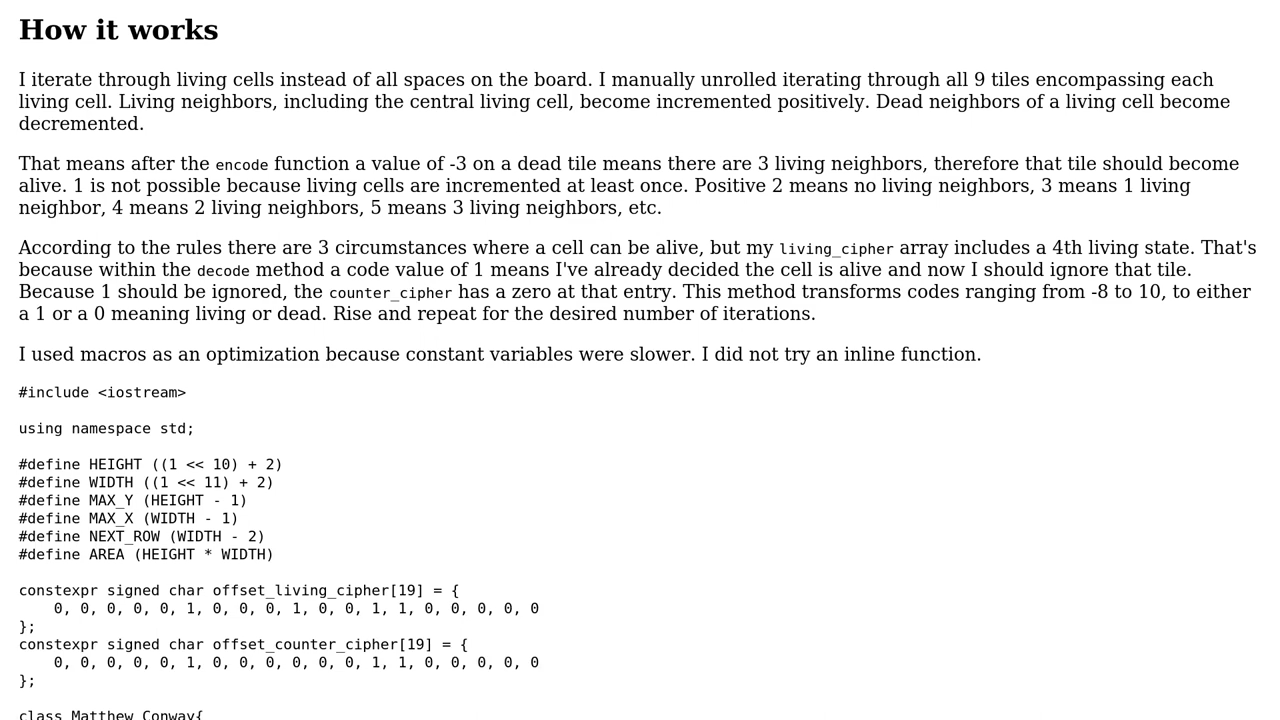 How it works
I iterate through living cells instead of all spaces on the board. I manually unrolled iterating through all 9 tiles encompassing each
living cell. Living neighbors, including the central living cell, become incremented positively. Dead neighbors of a living cell become
decremented.
That means after the encode function a value of -3 on a dead tile means there are 3 living neighbors, therefore that tile should become
alive. 1 is not possible because living cells are incremented at least once. Positive 2 means no living neighbors, 3 means 1 living
neighbor, 4 means 2 living neighbors, 5 means 3 living neighbors, etc.
According to the rules there are 3 circumstances where a cell can be alive, but my living_cipher array includes a 4th living state. That's
because within the decode method a code value of 1 means I've already decided the cell is alive and now I should ignore that tile.
Because 1 should be ignored, the counter_cipher has a zero at that entry. This method transforms codes ranging from -8 to 10, to either
a 1 or a 0 meaning living or dead. Rise and repeat for the desired number of iterations.
I used macros as an optimization because constant variables were slower. I did not try an inline function.
#include <iostream>
using namespace std;
#define HEIGHT ((1 << 10) + 2)
#define WIDTH ((1 << 11) + 2)
#define MAX_Y (HEIGHT - 1)
#define MAX_X (WIDTH - 1)
#define NEXT_ROW (WIDTH - 2)
#define AREA (HEIGHT * WIDTH)
constexpr signed char offset_living_cipher[19] = {
    0, 0, 0, 0, 0, 1, 0, 0, 0, 1, 0, 0, 1, 1, 0, 0, 0, 0, 0
};
constexpr signed char offset_counter_cipher[19] = {
    0, 0, 0, 0, 0, 1, 0, 0, 0, 0, 0, 0, 1, 1, 0, 0, 0, 0, 0
};
class Matthew_Conway{